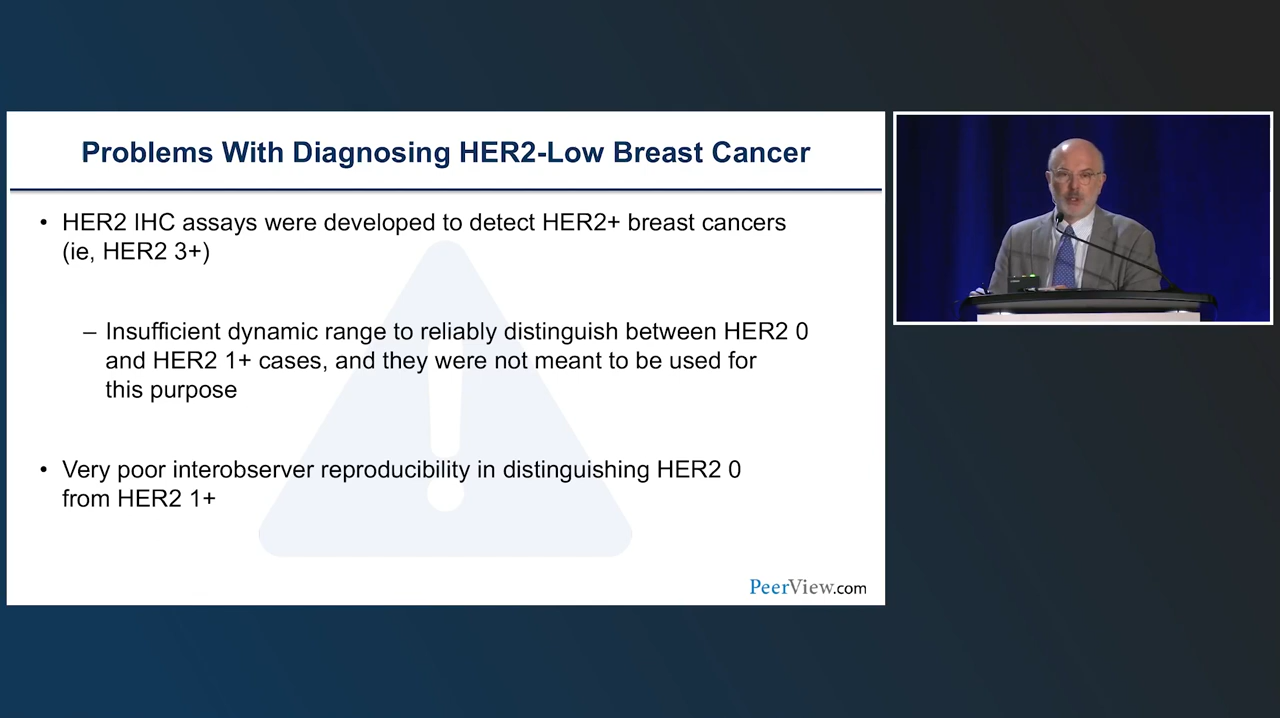 Problems With Diagnosing HER2-Low Breast Cancer
• HER2 IHC assays were developed to detect HER2+ breast cancers
(ie, HER2 3+)
– Insufficient dynamic range to reliably distinguish between HER2 0
and HER2 1+ cases, and they were not meant to be used for
this purpose
• Very poor interobserver reproducibility in distinguishing HER2 0
from HER2 1+
PeerView.com